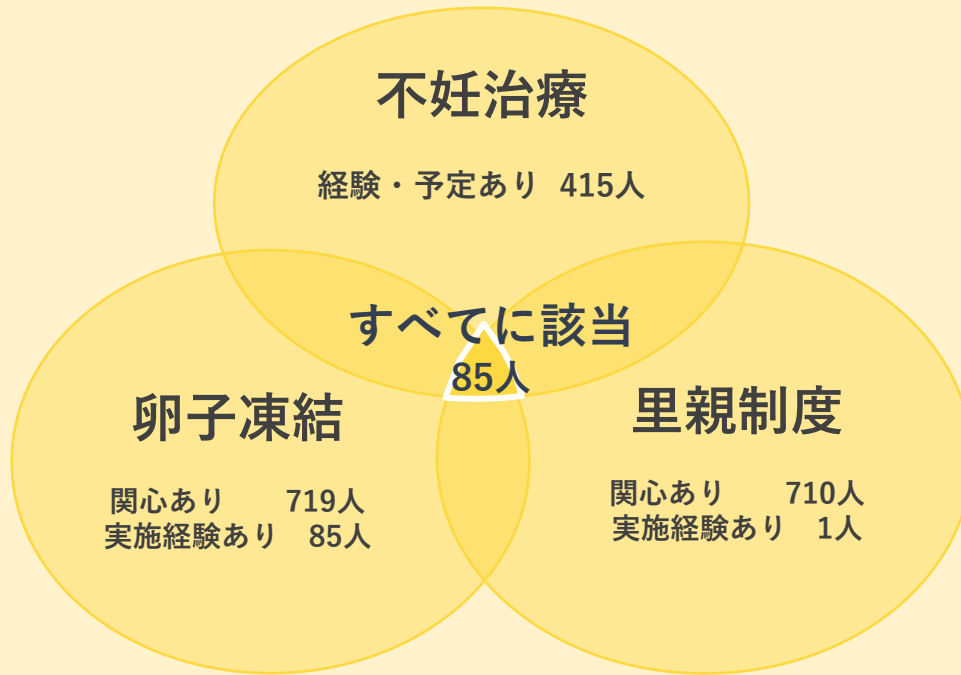 不妊治療
経験・予定あり 415人
すべてに該当
85人
卵子凍結
関心あり 719人
実施経験あり 85人
里親制度
関心あり 710人
実施経験あり 1人